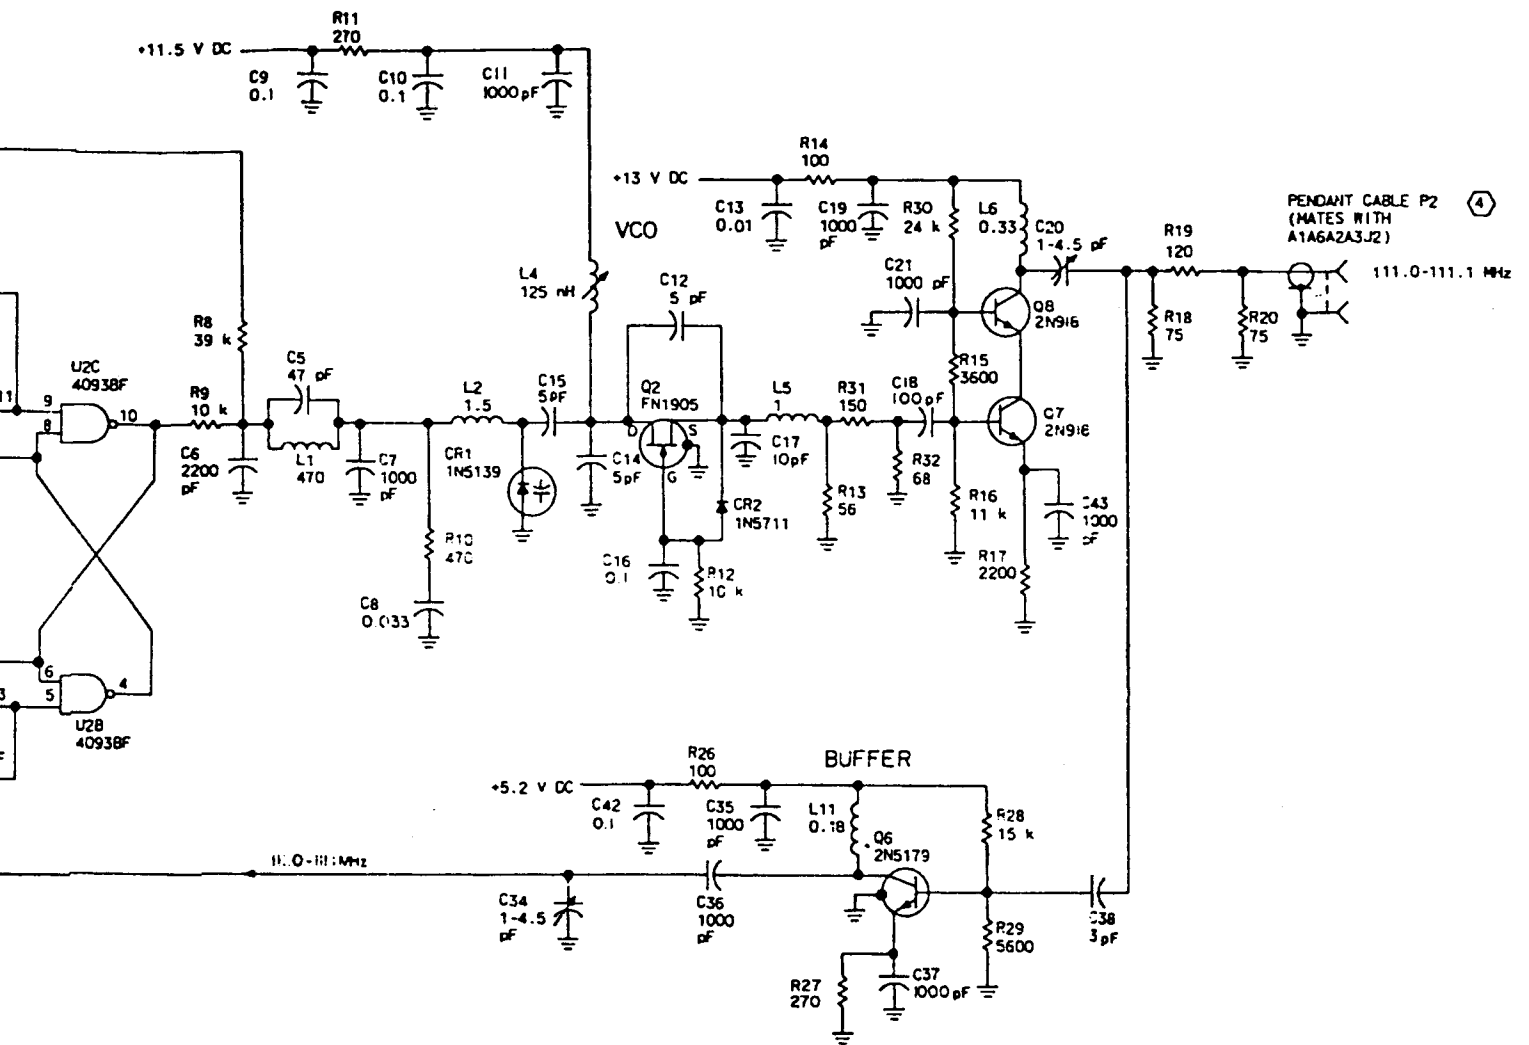 R11
270
+11.5 V DC
C9
0.1
C10
0.1
C11
1000 pF
R14
100
+13 V DC
C13
0.01
C19
1000
pF
R30
24 k
L6
0.33
C20
1-4.5 pF
R19
120
PENDANT CABLE P2
(MATES WITH
A1A6A2A3J2)
4
111.0-111.1 MHz
VCO
L4
125 nH
C12
5 pF
C21
1000 pF
Q8
2N916
R18
75
R20
75
R8
39 k
U2C
4093BF
11
9
8
10
R9
10 k
C5
47 pF
L1
470
C6
2200
pF
C7
1000
pF
L2
1.5
CR1
1N5139
C15
5pF
Q2
FN1905
D
S
G
C14
5pF
C17
10pF
L5
1
R31
150
C18
100pF
R15
3600
Q7
2N916
R32
68
R13
56
R16
11 k
C43
1000
pF
R17
2200
R10
470
C8
0.033
CR2
1N5711
C16
0.1
R12
10 k
6
5
4
3
U2B
4093BF
F
BUFFER
R26
100
+5.2 V DC
C42
0.1
C35
1000
pF
L11
0.18
Q6
2N5179
R28
15 k
C34
1-4.5
pF
C36
1000
pF
C38
3 pF
R29
5600
R27
270
C37
1000 pF